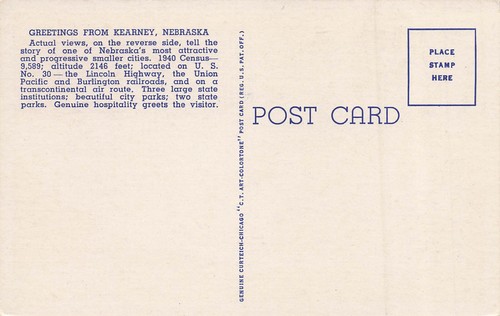 GREETINGS FROM KEARNEY, NEBRASKA
Actual views, on the reverse side, tell the
story of one of Nebraska's most attractive
and progressive smaller cities. 1940 Census—
9,589; altitude 2146 feet; located on U. S.
No. 30—the Lincoln Highway, the Union
Pacific and Burlington railroads, and on a
transcontinental air route. Three large state
institutions; beautiful city parks; two state
parks. Genuine hospitality greets the visitor.
GENUINE CURTEICH-CHICAGO "C.T. ART-COLORTONE" POST CARD (REG. U.S. PAT. OFF.)
POST CARD
PLACE
STAMP
HERE